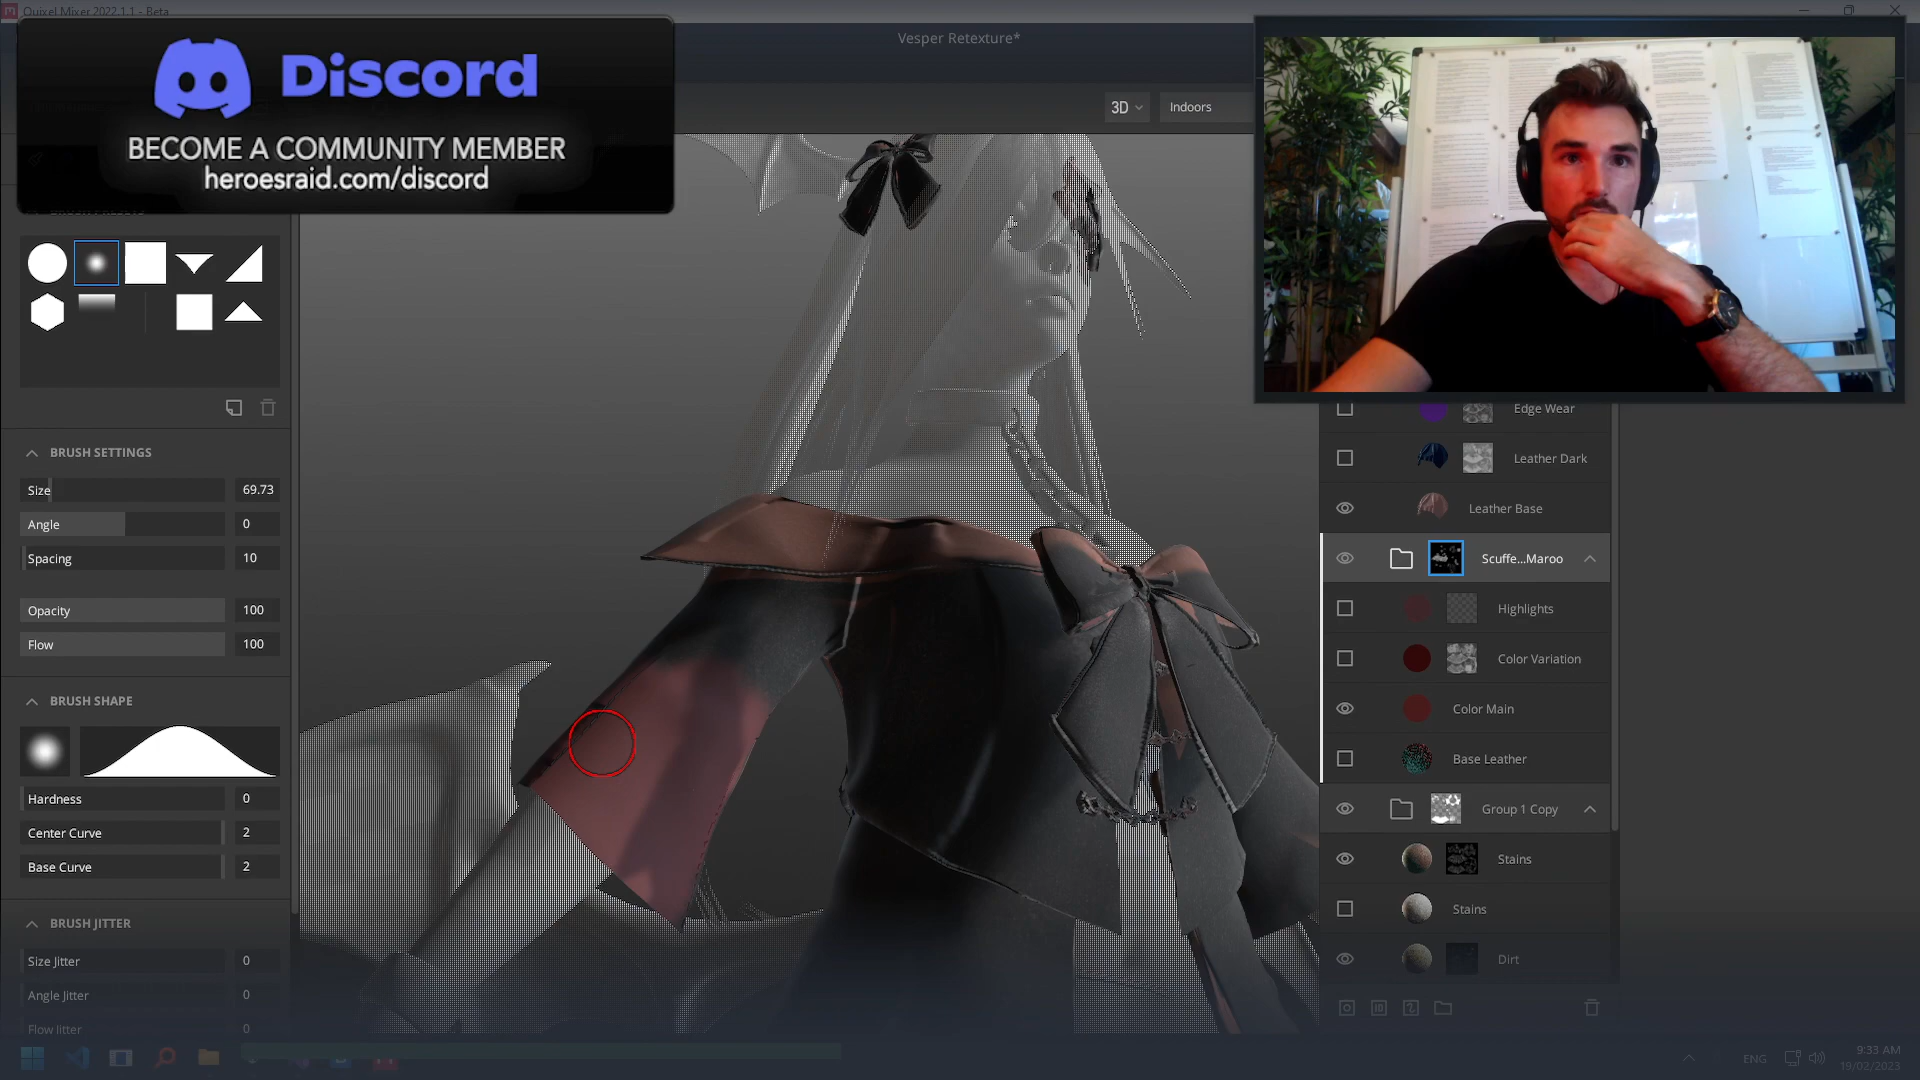 Quixel Mixer 2022.1.1 - Beta
Vesper Retexture*
Discord
BECOME A COMMUNITY MEMBER
heroesraid.com/discord
3D
Indoors
BRUSH SETTINGS
Size 69.73
Angle 0
Spacing 10
Opacity 100
Flow 100
BRUSH SHAPE
Hardness 0
Center Curve 2
Base Curve 2
BRUSH JITTER
Size Jitter 0
Angle Jitter 0
Flow Jitter 0
Edge Wear
Leather Dark
Leather Base
Scuffe...Maroo
Highlights
Color Variation
Color Main
Base Leather
Group 1 Copy
Stains
Stains
Dirt
ENG
9:33 AM
19/02/2023